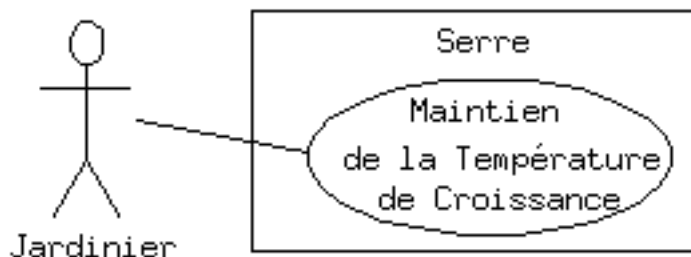 Serre
Maintien
de la Température
de Croissance
Jardinier